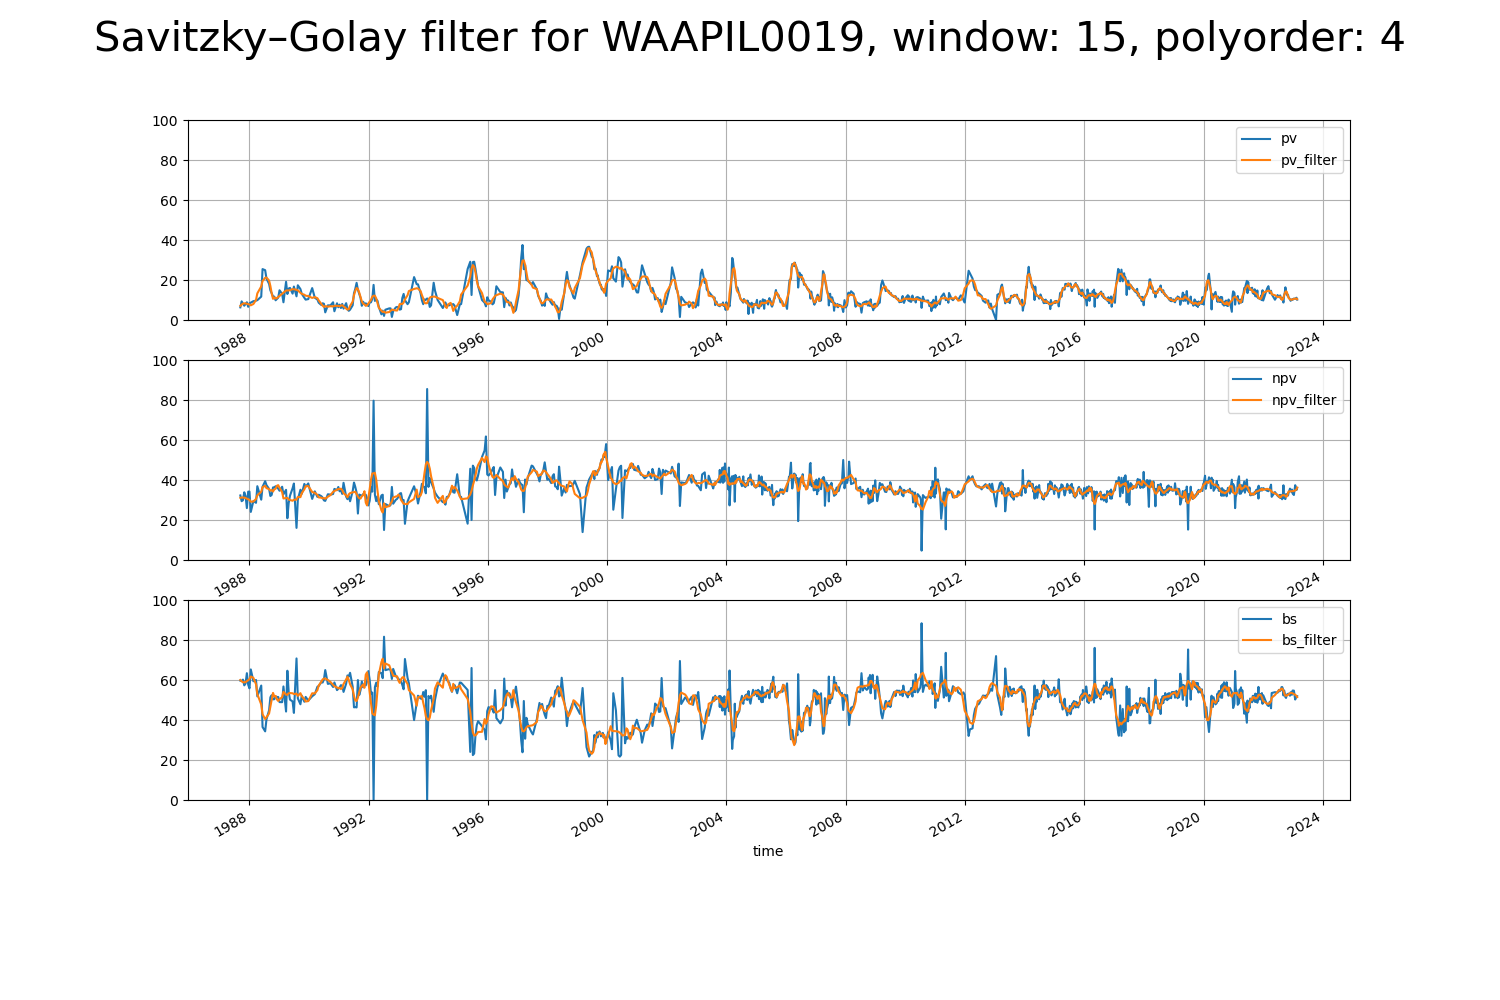 Savitzky–Golay filter for WAAPIL0019, window: 15, polyorder: 4
100
80
60
40
20
0
pv
pv_filter
1988 1992 1996 2000 2004 2008 2012 2016 2020 2024
100
80
60
40
20
0
npv
npv_filter
1988 1992 1996 2000 2004 2008 2012 2016 2020 2024
100
80
60
40
20
0
bs
bs_filter
1988 1992 1996 2000 2004 2008 2012 2016 2020 2024
time